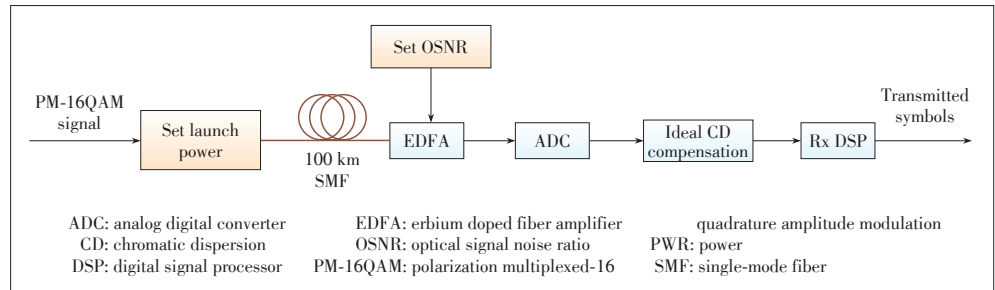 Set OSNR
PM-16QAM
signal
Set launch
power
100 km
SMF
EDFA
ADC
Ideal CD
compensation
Rx DSP
Transmitted
symbols
ADC: analog digital converter
CD: chromatic dispersion
DSP: digital signal processor
EDFA: erbium doped fiber amplifier
OSNR: optical signal noise ratio
PM-16QAM: polarization multiplexed-16
quadrature amplitude modulation
PWR: power
SMF: single-mode fiber